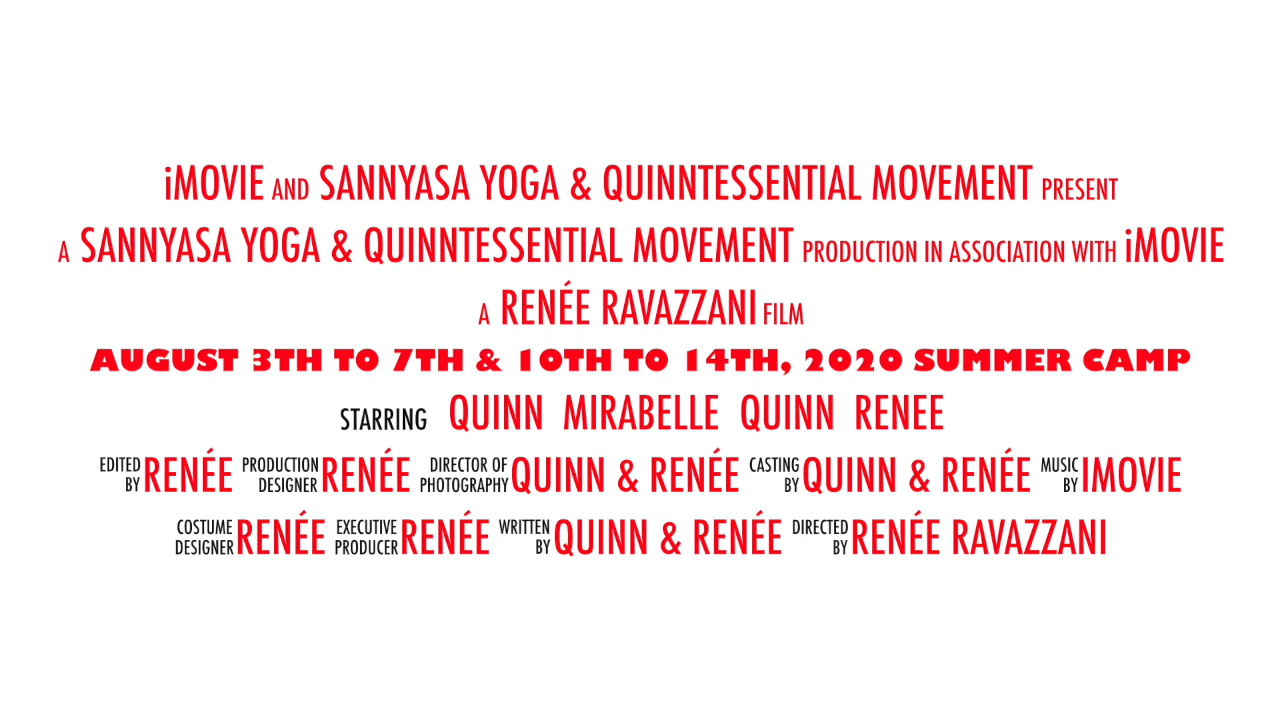 iMOVIE AND SANNYASA YOGA & QUINNTESSENTIAL MOVEMENT PRESENT
A SANNYASA YOGA & QUINNTESSENTIAL MOVEMENT PRODUCTION IN ASSOCIATION WITH iMOVIE
A RENÉE RAVAZZANI FILM
AUGUST 3TH TO 7TH & 10TH TO 14TH, 2020 SUMMER CAMP
STARRING QUINN MIRABELLE QUINN RENEE
EDITED BY RENÉE PRODUCTION DESIGNER RENÉE DIRECTOR OF PHOTOGRAPHY QUINN & RENÉE CASTING BY QUINN & RENÉE MUSIC BY IMOVIE
COSTUME DESIGNER RENÉE EXECUTIVE PRODUCER RENÉE WRITTEN BY QUINN & RENÉE DIRECTED BY RENÉE RAVAZZANI